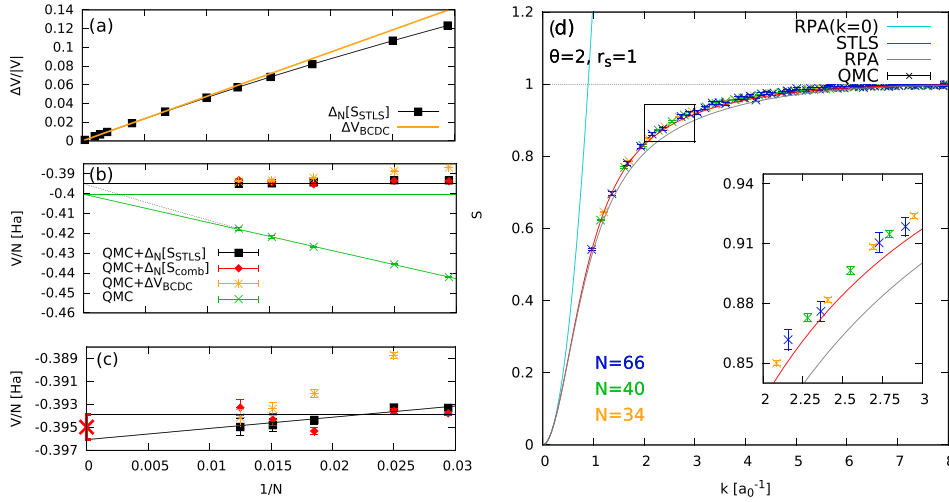 (a)
ΔV/|V|
0.14
0.12
0.1
0.08
0.06
0.04
0.02
0
Δ_N[S_STLS]
ΔV_BCDC
(b)
V/N [Ha]
-0.39
-0.4
-0.41
-0.42
-0.43
-0.44
-0.45
-0.46
QMC+Δ_N[S_STLS]
QMC+Δ_N[S_comb]
QMC+ΔV_BCDC
QMC
(c)
V/N [Ha]
-0.389
-0.391
-0.393
-0.395
-0.397
0 0.005 0.01 0.015 0.02 0.025 0.03
1/N
(d)
θ=2, r_s=1
RPA(k=0)
STLS
RPA
QMC
S
1.2
1
0.8
0.6
0.4
0.2
0
0.94
0.91
0.88
0.85
2 2.25 2.5 2.75 3
N=66
N=40
N=34
0 1 2 3 4 5 6 7 8
k [a_0^-1]